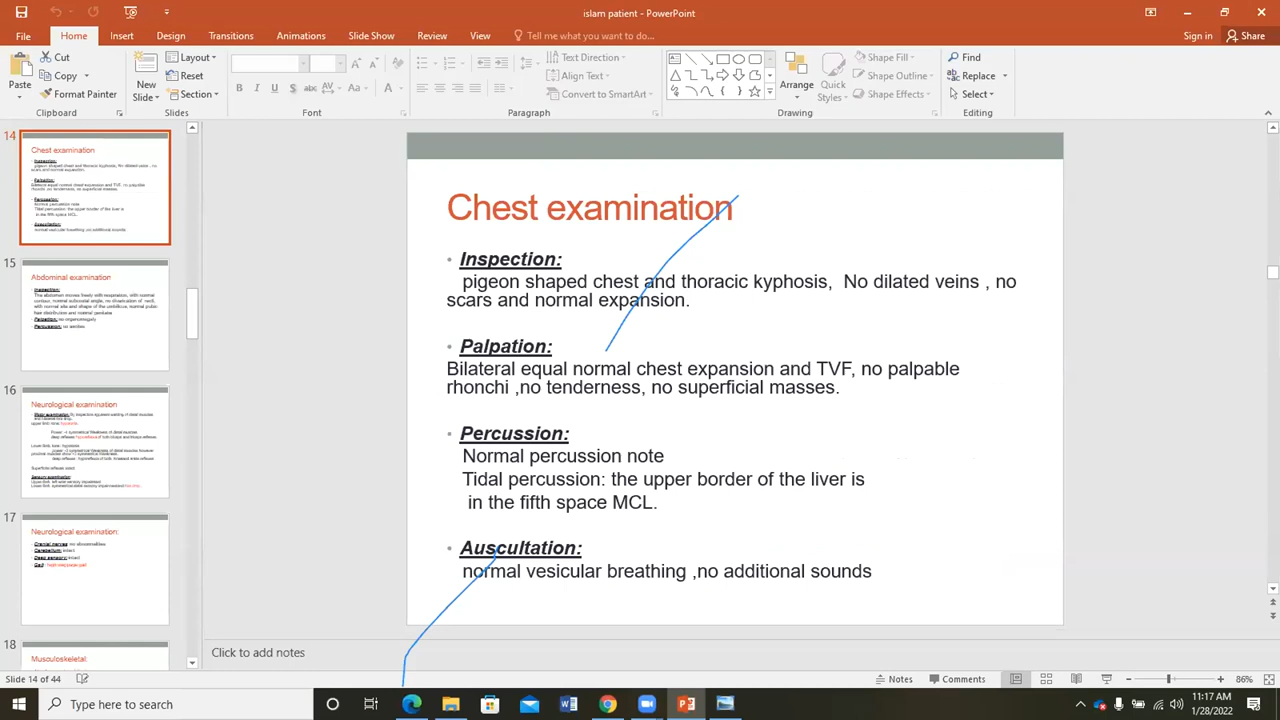 islam patient - PowerPoint
File Home Insert Design Transitions Animations Slide Show Review View Tell me what you want to do... Sign in Share
Paste Cut Copy Format Painter Clipboard
New Slide Layout Reset Section Slides
Font
Text Direction Align Text Convert to SmartArt Paragraph
Arrange Quick Styles Shape Fill Shape Outline Shape Effects Drawing
Find Replace Select Editing
14
Chest examination
15
Abdominal examination
16
Neurological examination
17
Neurological examination:
18
Musculoskeletal:
Chest examination
• Inspection:
pigeon shaped chest and thoracic kyphosis, No dilated veins , no
scars and normal expansion.
• Palpation:
Bilateral equal normal chest expansion and TVF, no palpable
rhonchi ,no tenderness, no superficial masses.
• Percussion:
Normal percussion note
Tidal percussion: the upper border of the liver is
in the fifth space MCL.
• Auscultation:
normal vesicular breathing ,no additional sounds
Click to add notes
Slide 14 of 44 Notes Comments 86%
Type here to search
11:17 AM
1/28/2022